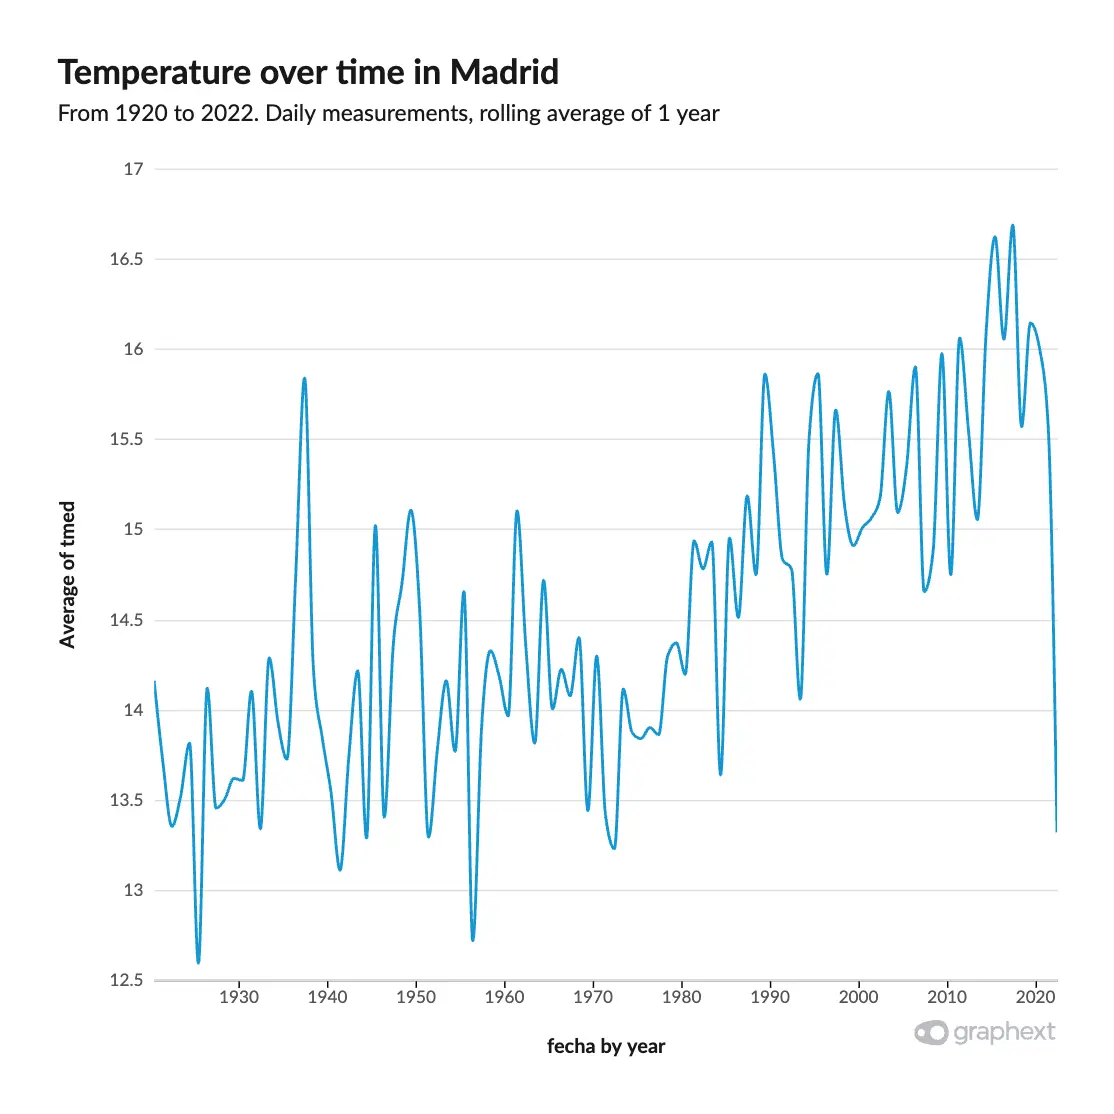 Temperature over time in Madrid
From 1920 to 2022. Daily measurements, rolling average of 1 year
17
16.5
16
15.5
15
14.5
14
13.5
13
12.5
Average of tmed
1930 1940 1950 1960 1970 1980 1990 2000 2010 2020
fecha by year
graphext